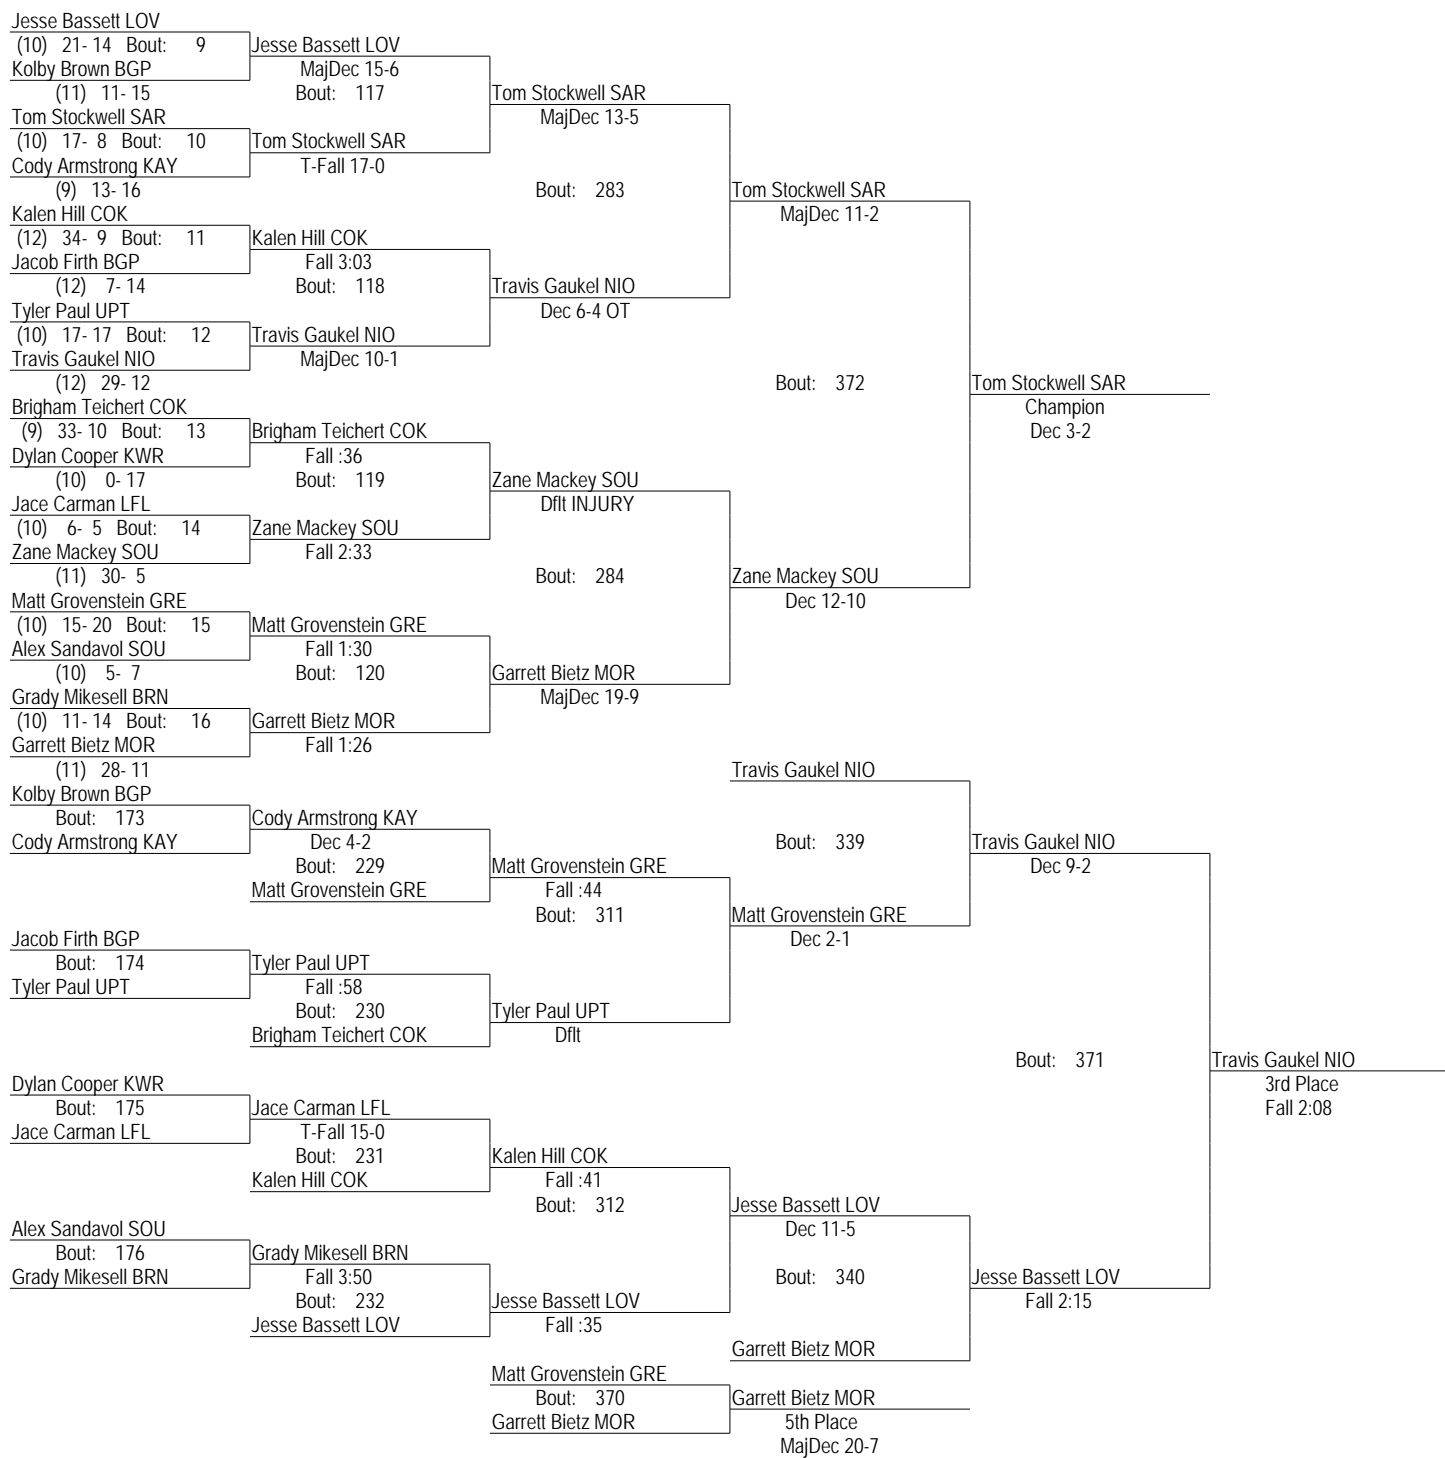 Jesse Bassett LOV
(10) 21- 14 Bout: 9 Jesse Bassett LOV
Kolby Brown BGP MajDec 15-6
(11) 11- 15 Bout: 117 Tom Stockwell SAR
Tom Stockwell SAR MajDec 13-5
(10) 17- 8 Bout: 10 Tom Stockwell SAR
Cody Armstrong KAY T-Fall 17-0
(9) 13- 16 Bout: 283 Tom Stockwell SAR
Kalen Hill COK MajDec 11-2
(12) 34- 9 Bout: 11 Kalen Hill COK
Jacob Firth BGP Fall 3:03
(12) 7- 14 Bout: 118 Travis Gaukel NIO
Tyler Paul UPT Dec 6-4 OT
(10) 17- 17 Bout: 12 Travis Gaukel NIO
Travis Gaukel NIO MajDec 10-1
(12) 29- 12 Bout: 372 Tom Stockwell SAR
Brigham Teichert COK Champion
(9) 33- 10 Bout: 13 Brigham Teichert COK Dec 3-2
Dylan Cooper KWR Fall :36
(10) 0- 17 Bout: 119 Zane Mackey SOU
Jace Carman LFL Dflt INJURY
(10) 6- 5 Bout: 14 Zane Mackey SOU
Zane Mackey SOU Fall 2:33
(11) 30- 5 Bout: 284 Zane Mackey SOU
Matt Grovenstein GRE Dec 12-10
(10) 15- 20 Bout: 15 Matt Grovenstein GRE
Alex Sandavol SOU Fall 1:30
(10) 5- 7 Bout: 120 Garrett Bietz MOR
Grady Mikesell BRN MajDec 19-9
(10) 11- 14 Bout: 16 Garrett Bietz MOR
Garrett Bietz MOR Fall 1:26
(11) 28- 11 Travis Gaukel NIO
Kolby Brown BGP
Bout: 173 Cody Armstrong KAY
Cody Armstrong KAY Dec 4-2 Bout: 339 Travis Gaukel NIO
Bout: 229 Matt Grovenstein GRE Dec 9-2
Matt Grovenstein GRE Fall :44
Bout: 311 Matt Grovenstein GRE
Jacob Firth BGP Dec 2-1
Bout: 174 Tyler Paul UPT
Tyler Paul UPT Fall :58
Bout: 230 Tyler Paul UPT
Brigham Teichert COK Dflt
Bout: 371 Travis Gaukel NIO
Dylan Cooper KWR 3rd Place
Bout: 175 Jace Carman LFL Fall 2:08
Jace Carman LFL T-Fall 15-0
Bout: 231 Kalen Hill COK
Kalen Hill COK Fall :41
Bout: 312 Jesse Bassett LOV
Alex Sandavol SOU Dec 11-5
Bout: 176 Grady Mikesell BRN
Grady Mikesell BRN Fall 3:50 Bout: 340 Jesse Bassett LOV
Bout: 232 Jesse Bassett LOV Fall 2:15
Jesse Bassett LOV Fall :35
Garrett Bietz MOR
Matt Grovenstein GRE
Bout: 370 Garrett Bietz MOR
Garrett Bietz MOR 5th Place
MajDec 20-7